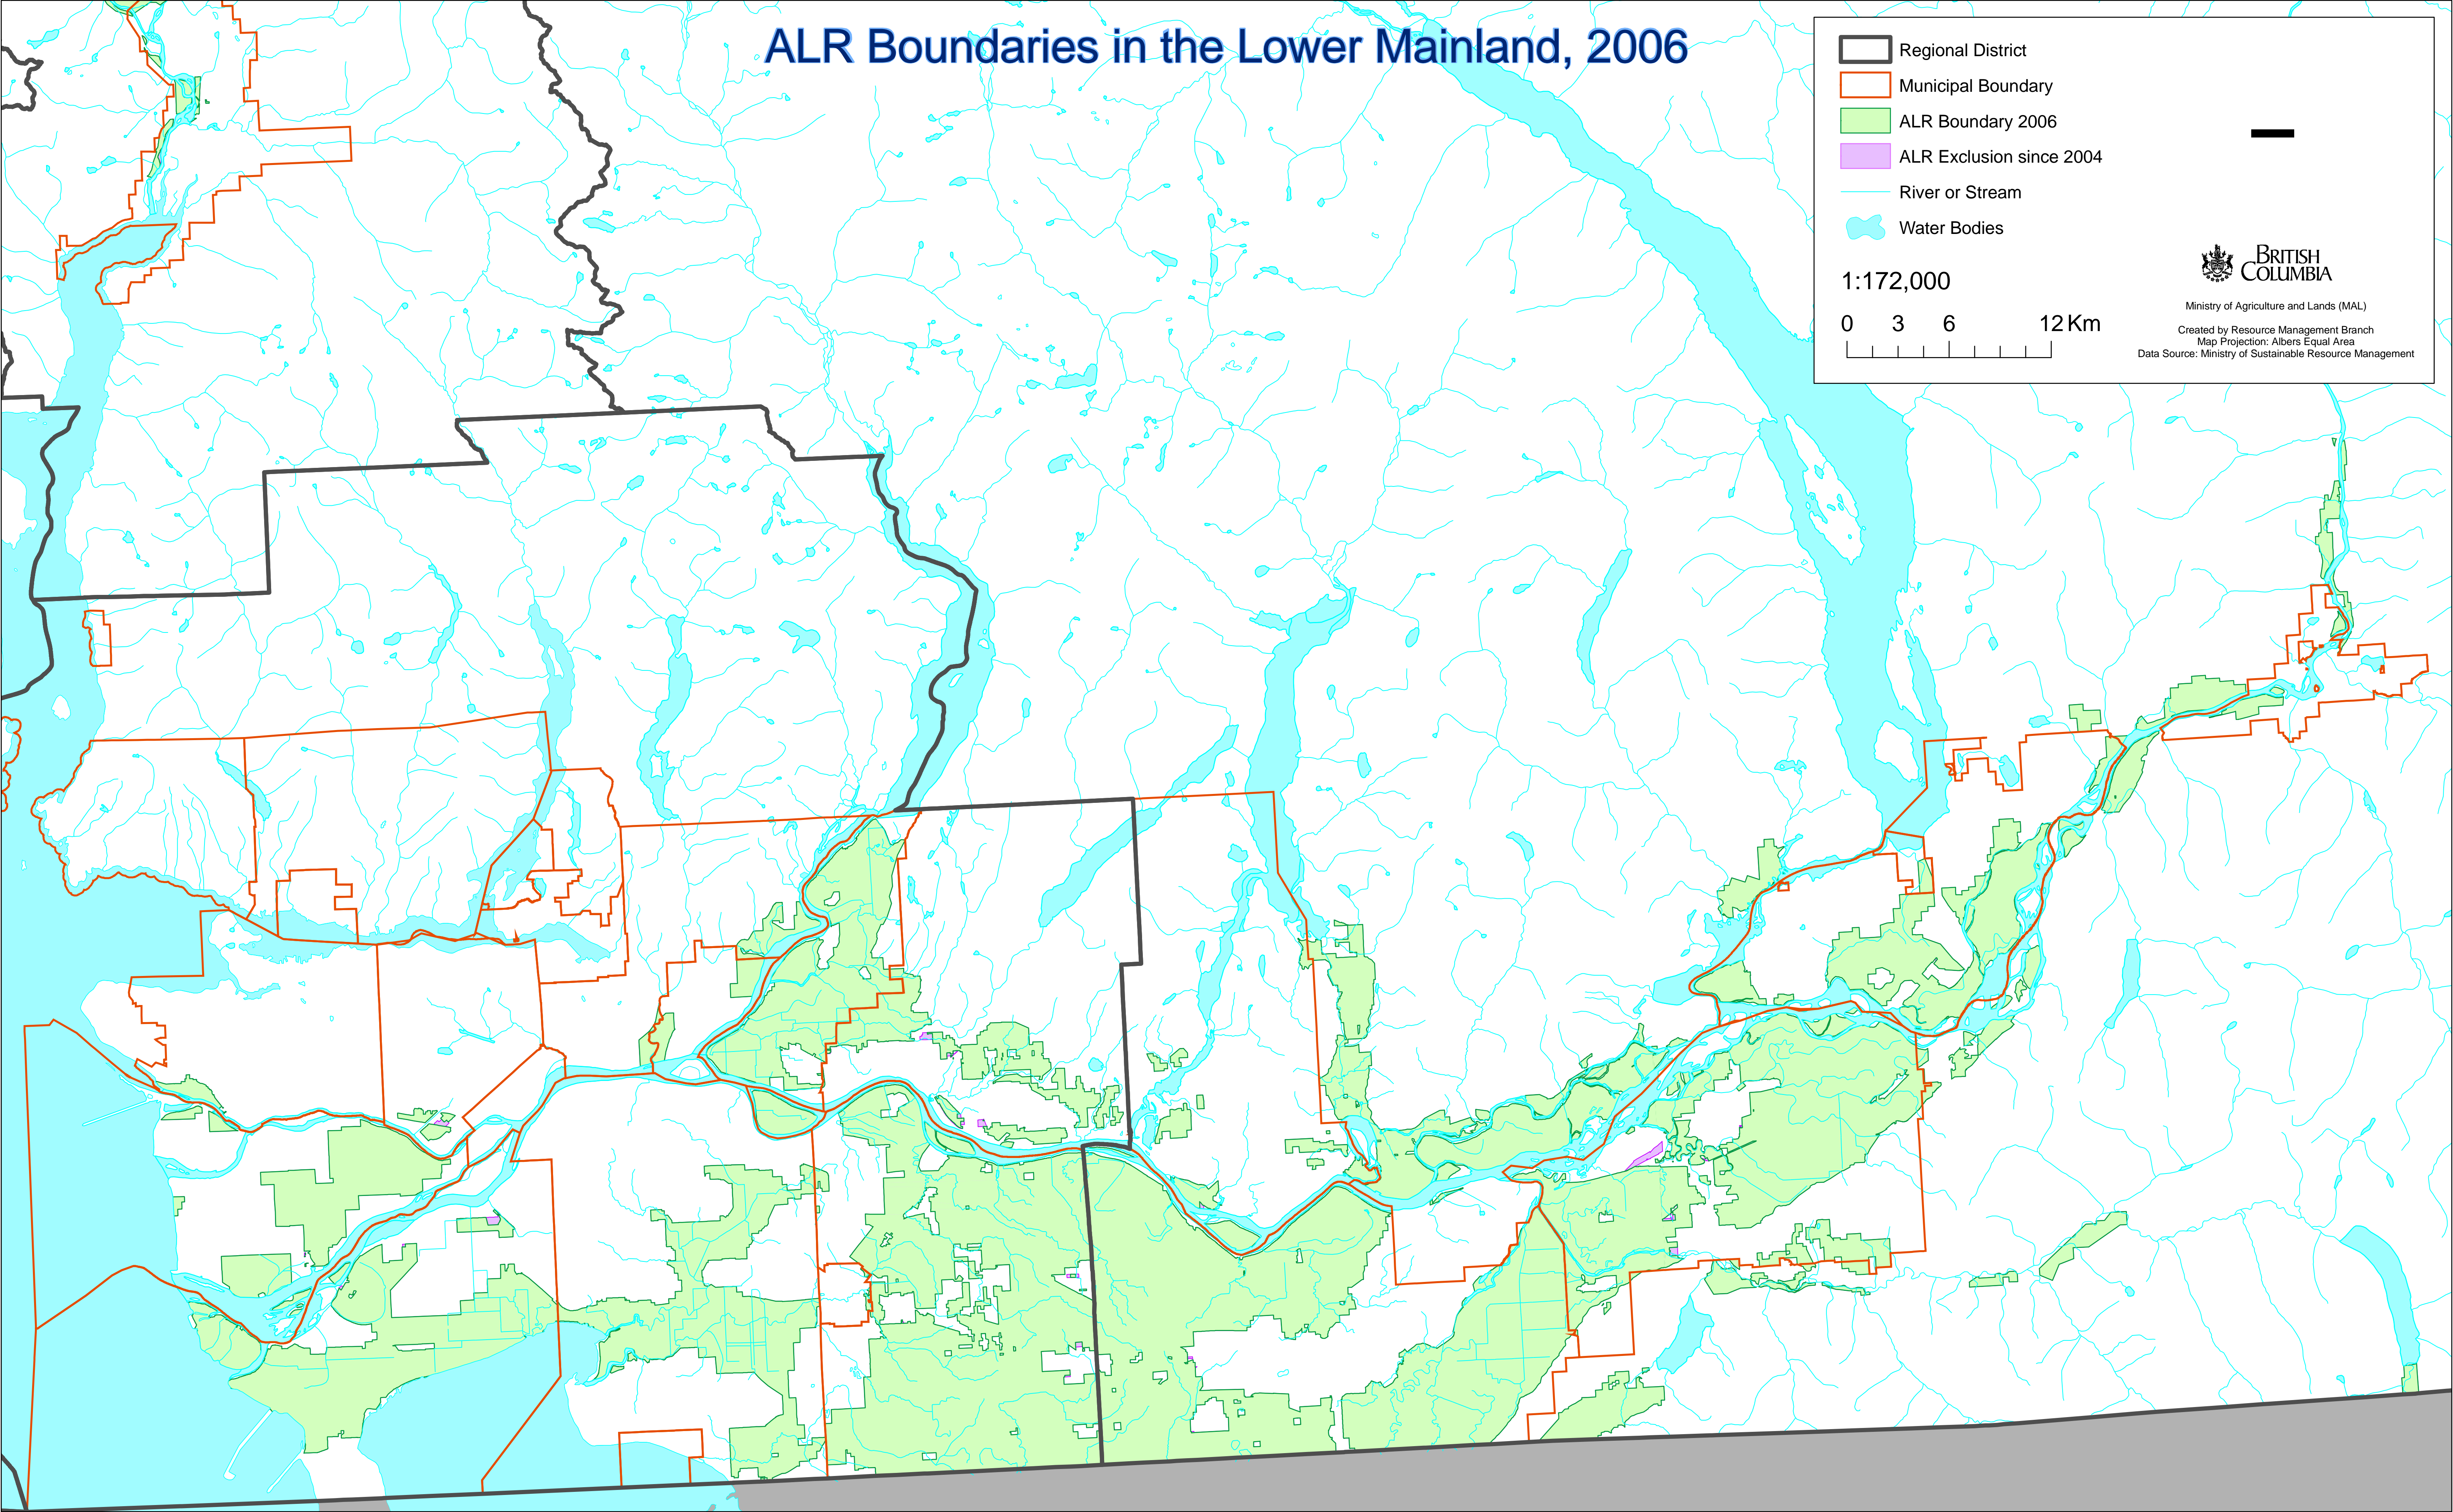 ALR Boundaries in the Lower Mainland, 2006
Regional District
Municipal Boundary
ALR Boundary 2006
ALR Exclusion since 2004
River or Stream
Water Bodies
1:172,000
0 3 6 12 Km
BRITISH
COLUMBIA
Ministry of Agriculture and Lands (MAL)
Created by Resource Management Branch
Map Projection: Albers Equal Area
Data Source: Ministry of Sustainable Resource Management